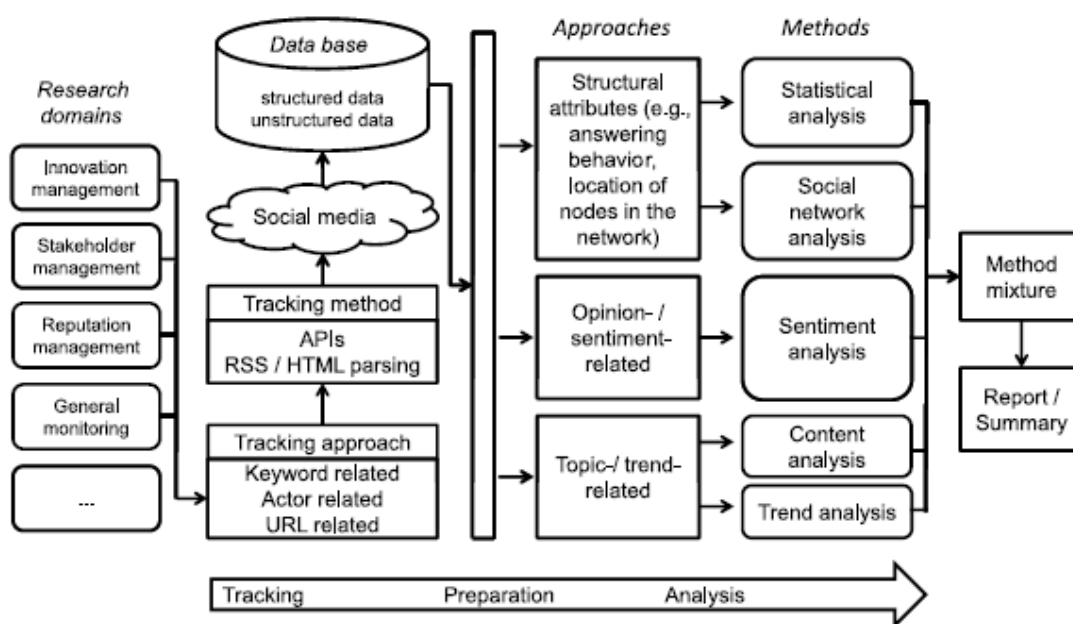 Research
domains
Innovation
management
Stakeholder
management
Reputation
management
General
monitoring
...
Data base
structured data
unstructured data
Social media
Tracking method
APIs
RSS / HTML parsing
Tracking approach
Keyword related
Actor related
URL related
Approaches
Structural
attributes (e.g.,
answering
behavior,
location of
nodes in the
network)
Opinion- /
sentiment-
related
Topic-/ trend-
related
Methods
Statistical
analysis
Social
network
analysis
Sentiment
analysis
Content
analysis
Trend analysis
Method
mixture
Report /
Summary
Tracking
Preparation
Analysis